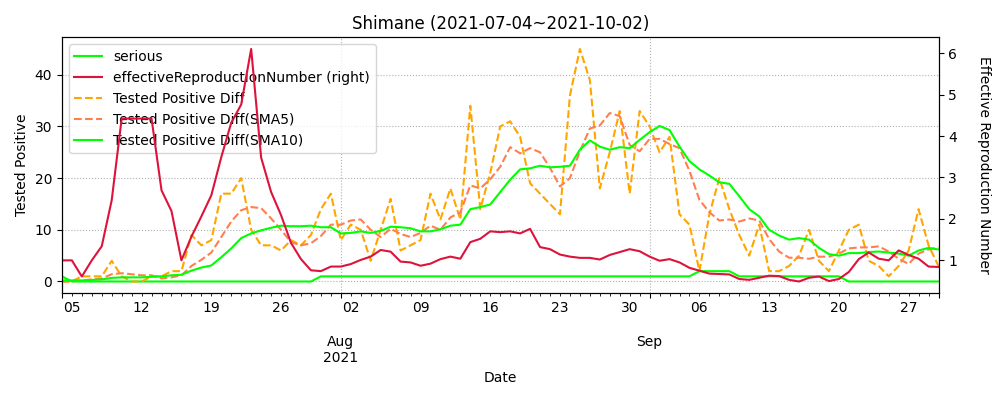 Shimane (2021-07-04~2021-10-02)
serious
effectiveReproductionNumber (right)
Tested Positive Diff
Tested Positive Diff(SMA5)
Tested Positive Diff(SMA10)
Tested Positive
40
30
20
10
0
6
5
4
3
2
1
Effective Reproduction Number
05 12 19 26 02 09 16 23 30 06 13 20 27
Aug Sep
2021
Date